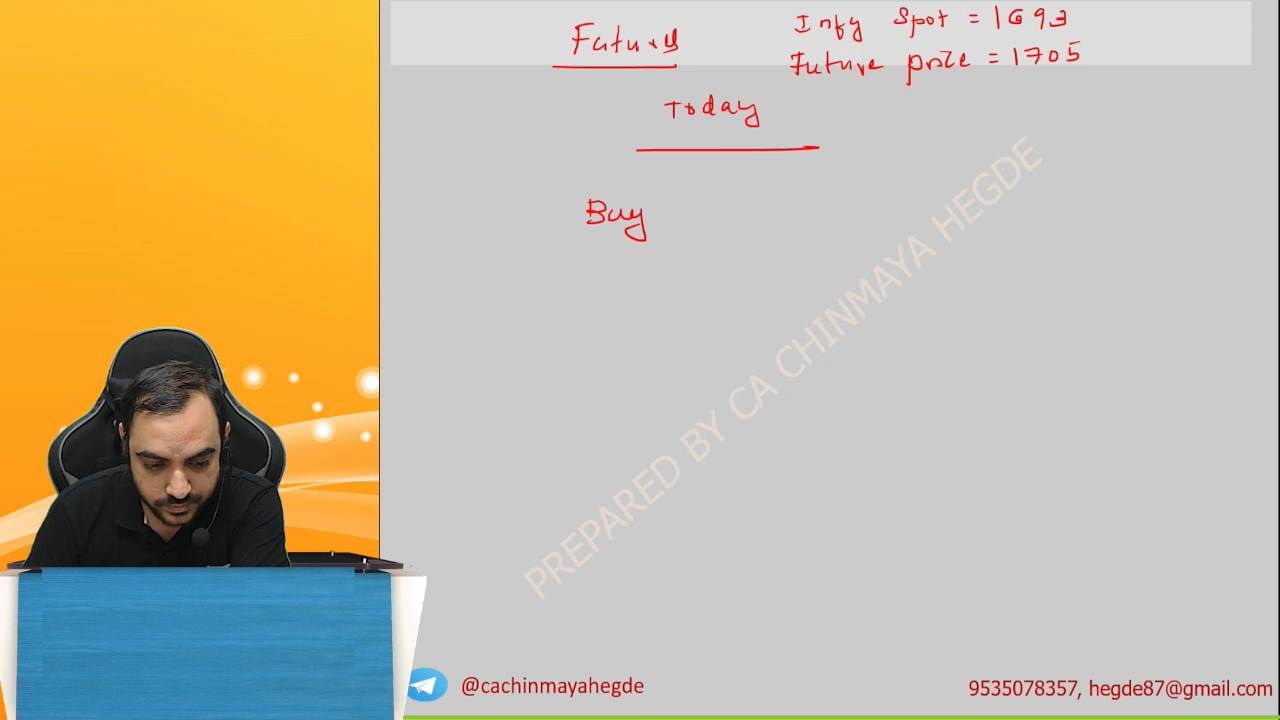 Infy Spot = 1693
Futures
Future price = 1705
Today
Buy
PREPARED BY CA CHINMAYA HEGDE
@cachinmayahegde
9535078357, hegde87@gmail.com